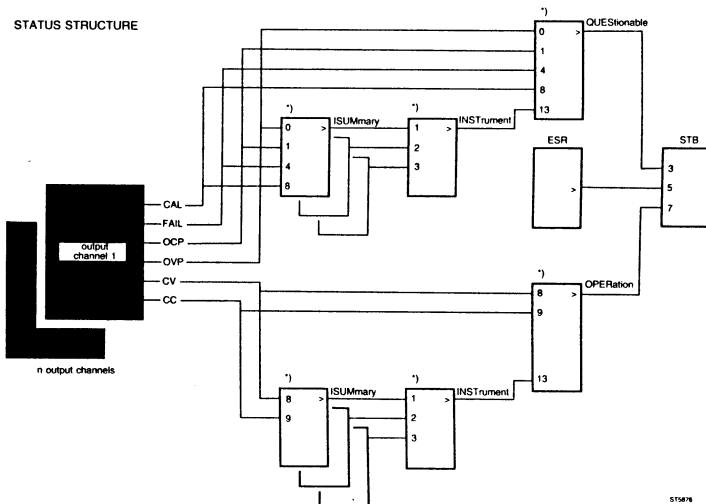 STATUS STRUCTURE
*)
0 > QUEStionable
1
4
8
13
*)
0 > ISUMmary
1
4
8
*)
1 > INSTrument
2
3
ESR
>
STB
3
5
7
CAL
FAIL
OCP
OVP
CV
CC
output
channel 1
n output channels
*)
8 > OPERation
9
13
*)
8 > ISUMmary
9
*)
1 > INSTrument
2
3
ST5878